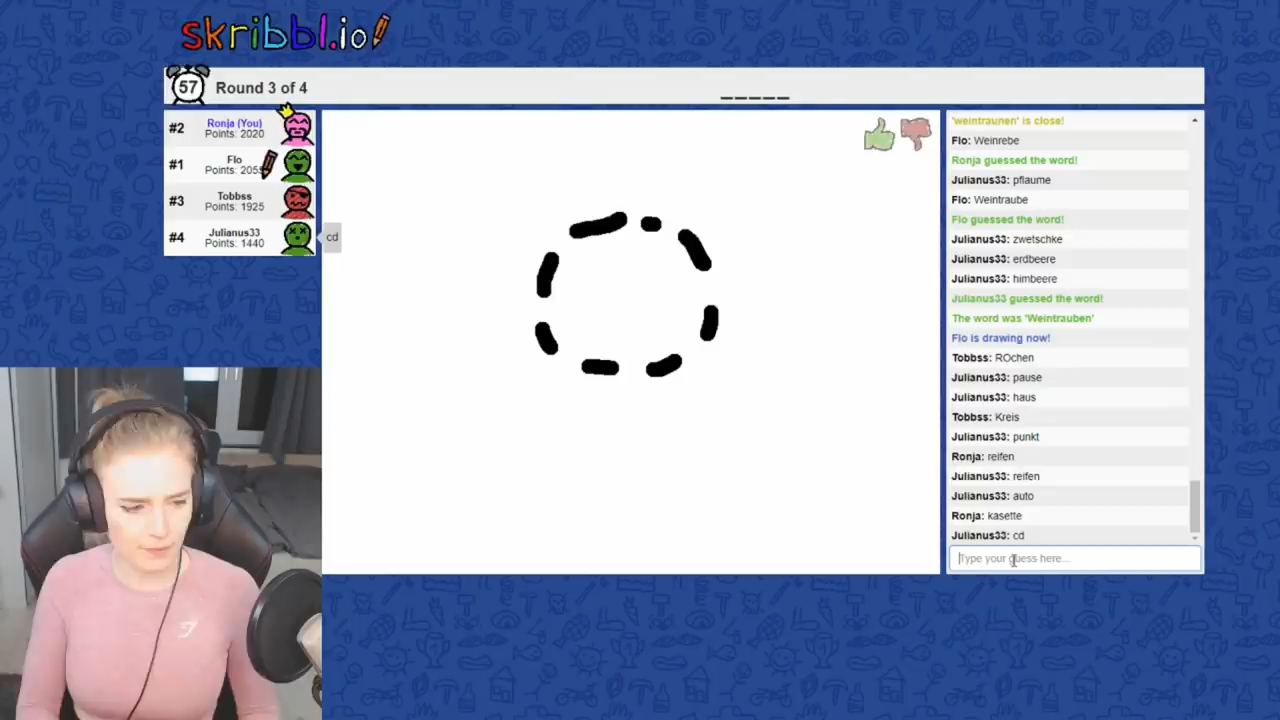 skribbl.io
57
Round 3 of 4
_____
#2
Ronja (You)
Points: 2020
#1
Flo
Points: 2055
#3
Tobbss
Points: 1925
#4
Julianus33
Points: 1440
cd
'weintraunen' is close!
Flo: Weinrebe
Ronja guessed the word!
Julianus33: pflaume
Flo: Weintraube
Flo guessed the word!
Julianus33: zwetschke
Julianus33: erdbeere
Julianus33: himbeere
Julianus33 guessed the word!
The word was 'Weintrauben'
Flo is drawing now!
Tobbss: ROchen
Julianus33: pause
Julianus33: haus
Tobbss: Kreis
Julianus33: punkt
Ronja: reifen
Julianus33: reifen
Julianus33: auto
Ronja: kasette
Julianus33: cd
Type your guess here...